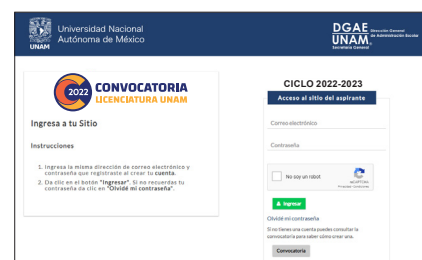 UNAM
Universidad Nacional
Autónoma de México
DGAE
UNAM
Dirección General
de Administración Escolar
Secretaría General
2022
CONVOCATORIA
LICENCIATURA UNAM
Ingresa a tu Sitio
Instrucciones
1. Ingresa la misma dirección de correo electrónico y
contraseña que registraste al crear tu cuenta.
2. Da clic en el botón "Ingresar". Si no recuerdas tu
contraseña da clic en "Olvidé mi contraseña".
CICLO 2022-2023
Acceso al sitio del aspirante
Correo electrónico
Contraseña
No soy un robot
reCAPTCHA
Ingresar
Olvidé mi contraseña
Si no tienes una cuenta puedes consultar la
convocatoria para saber cómo crear una.
Convocatoria